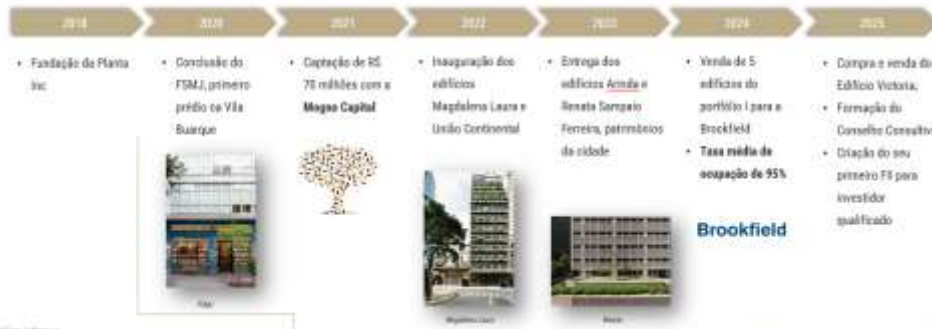 2018
2020
2021
2022
2023
2024
2025
• Fundação da Planta
Inc
• Conclusão do
FSMJ, primeiro
prédio na Vila
Buarque
• Captação de R$
70 milhões com a
Mogno Capital
• Inauguração dos
edifícios
Magdalena Laura e
União Continental
• Entrega dos
edifícios Arinda e
Renata Sampaio
Ferreira, patrimônios
da cidade
• Venda de 5
edifícios do
portfólio I para a
Brookfield
• Taxa média de
ocupação de 95%
Brookfield
• Compra e venda do
Edifício Victoria;
• Formação do
Conselho Consultivo
• Criação do seu
primeiro FII para
investidor
qualificado
Magdalena Laura